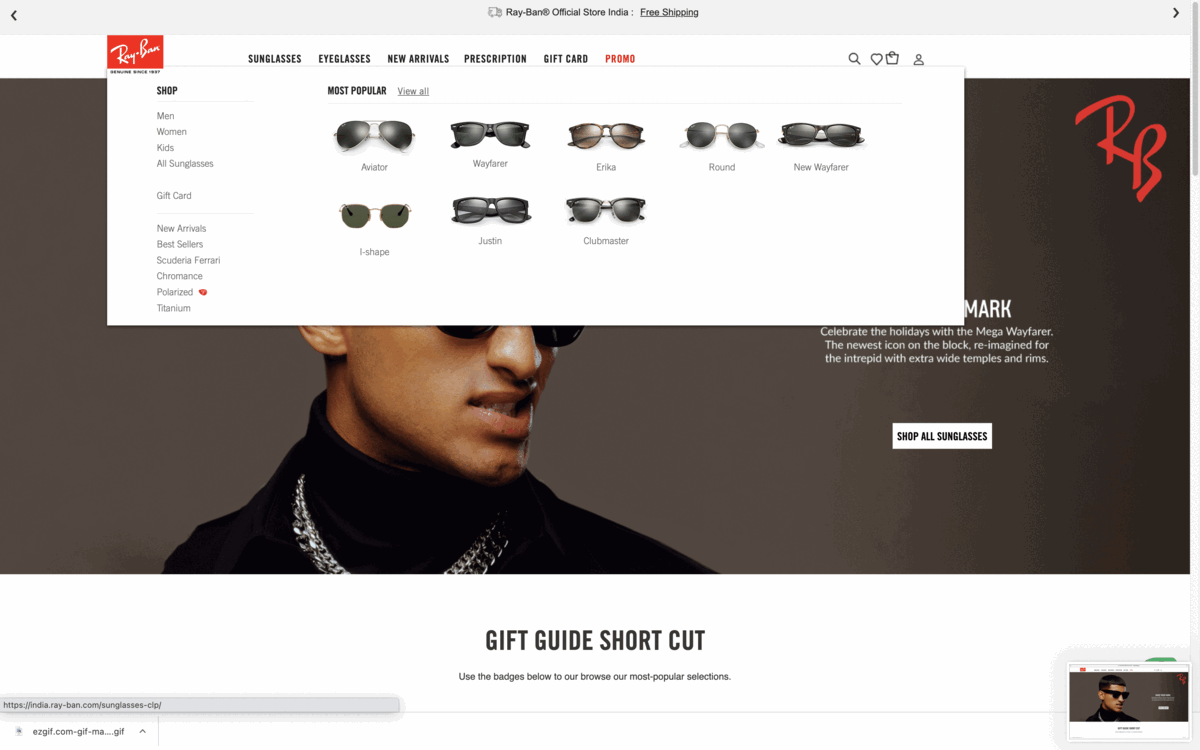 Ray-Ban® Official Store India : Free Shipping
Ray-Ban
GENUINE SINCE 1937
SUNGLASSES EYEGLASSES NEW ARRIVALS PRESCRIPTION GIFT CARD PROMO
SHOP
Men
Women
Kids
All Sunglasses
Gift Card
New Arrivals
Best Sellers
Scuderia Ferrari
Chromance
Polarized
Titanium
MOST POPULAR View all
Aviator
Wayfarer
Erika
Round
New Wayfarer
I-shape
Justin
Clubmaster
RB
MARK
Celebrate the holidays with the Mega Wayfarer.
The newest icon on the block, re-imagined for
the intrepid with extra wide temples and rims.
SHOP ALL SUNGLASSES
GIFT GUIDE SHORT CUT
Use the badges below to our browse our most-popular selections.
https://india.ray-ban.com/sunglasses-clp/
ezgif.com-gif-ma....gif